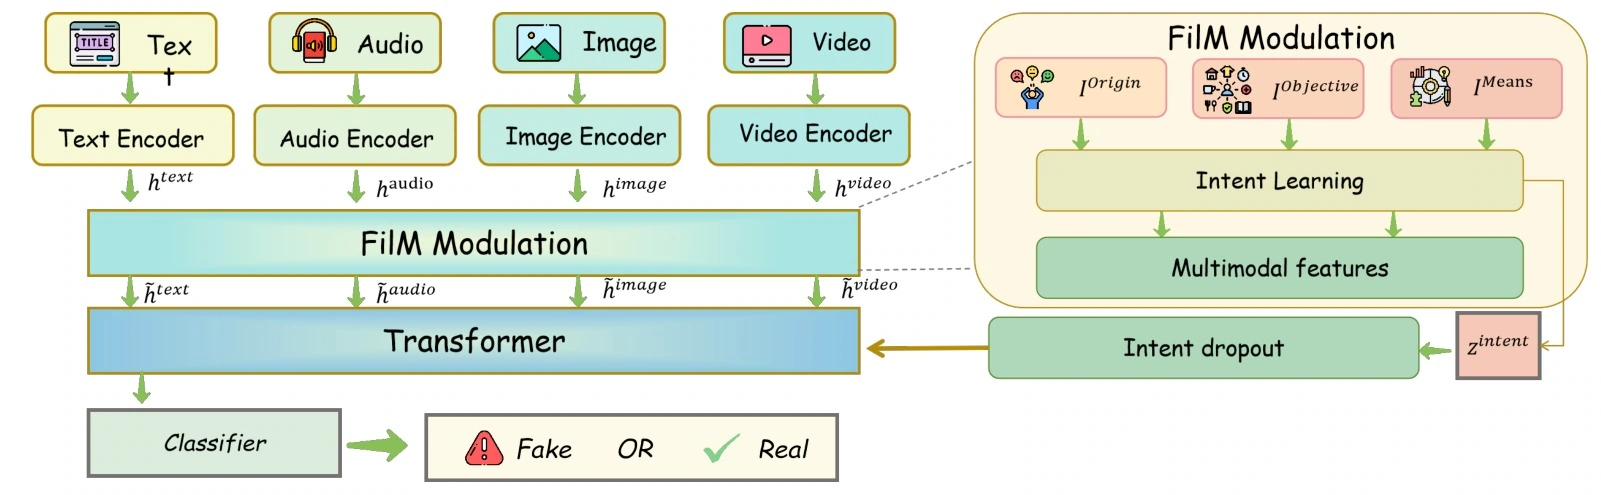 TITLE
Tex
t
Audio
Image
Video
Text Encoder
Audio Encoder
Image Encoder
Video Encoder
h^text
h^audio
h^image
h^video
FilM Modulation
h̃^text
h̃^audio
h̃^image
h̃^video
Transformer
Classifier
Fake OR Real
FilM Modulation
I^Origin
I^Objective
I^Means
Intent Learning
Multimodal features
Intent dropout
z^intent